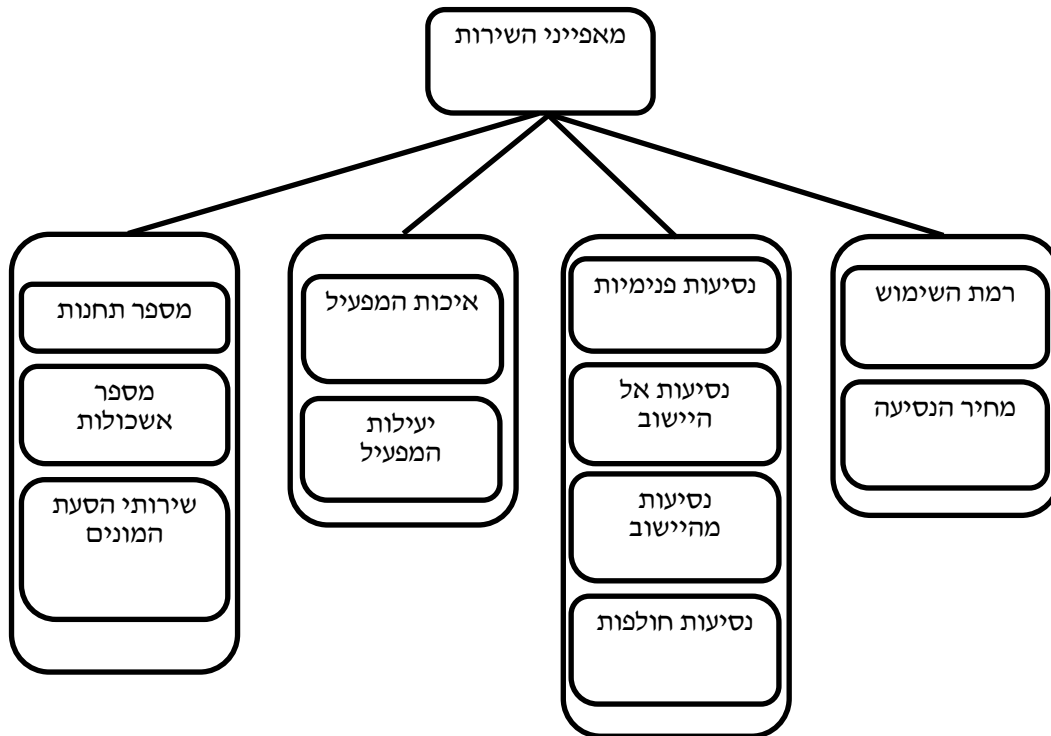 מאפייני השירות
רמת השימוש
מחיר הנסיעה
נסיעות פנימיות
נסיעות אל
היישוב
נסיעות
מהיישוב
נסיעות חולפות
איכות המפעיל
יעילות
המפעיל
מספר תחנות
מספר
אשכולות
שירותי הסעת
המונים